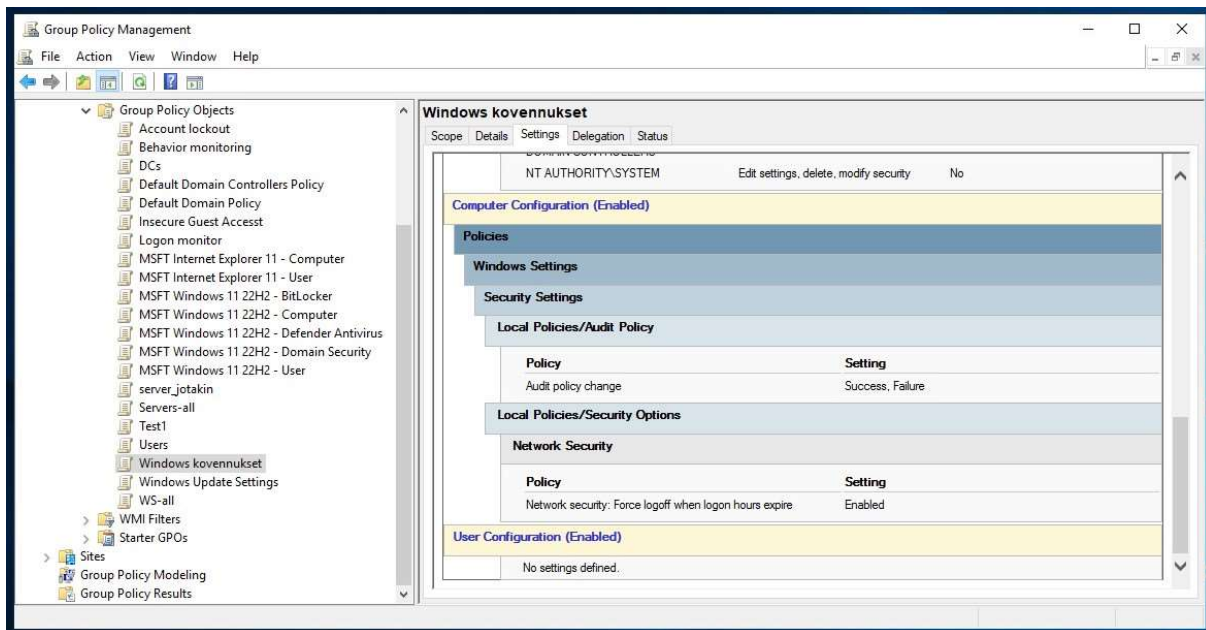 Group Policy Management
File Action View Window Help
Group Policy Objects
Account lockout
Behavior monitoring
DCs
Default Domain Controllers Policy
Default Domain Policy
Insecure Guest Accesst
Logon monitor
MSFT Internet Explorer 11 - Computer
MSFT Internet Explorer 11 - User
MSFT Windows 11 22H2 - BitLocker
MSFT Windows 11 22H2 - Computer
MSFT Windows 11 22H2 - Defender Antivirus
MSFT Windows 11 22H2 - Domain Security
MSFT Windows 11 22H2 - User
server_jotakin
Servers-all
Test1
Users
Windows kovennukset
Windows Update Settings
WS-all
WMI Filters
Starter GPOs
Sites
Group Policy Modeling
Group Policy Results
Windows kovennukset
Scope Details Settings Delegation Status
DOMAIN CONTROLLERS
NT AUTHORITY\SYSTEM Edit settings, delete, modify security No
Computer Configuration (Enabled)
Policies
Windows Settings
Security Settings
Local Policies/Audit Policy
Policy Setting
Audit policy change Success, Failure
Local Policies/Security Options
Network Security
Policy Setting
Network security: Force logoff when logon hours expire Enabled
User Configuration (Enabled)
No settings defined.